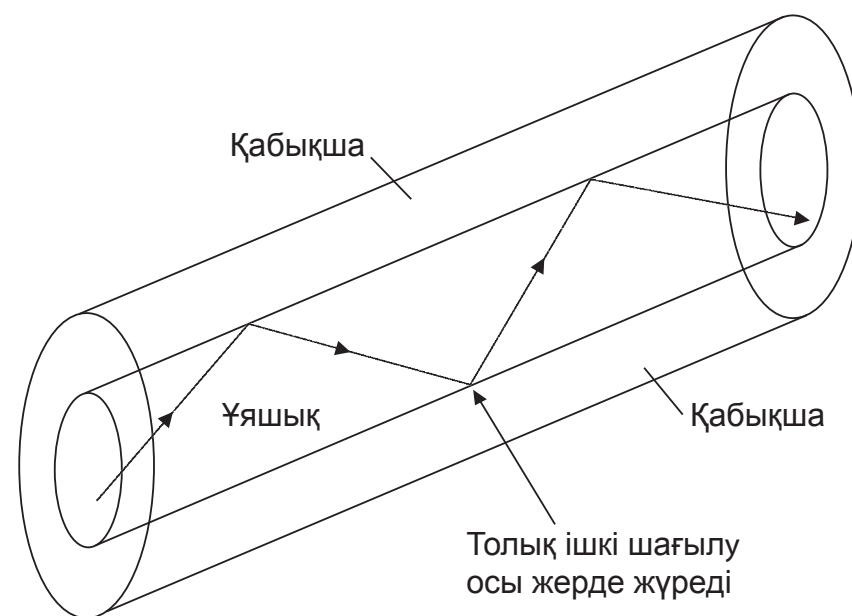 Қабықша
Ұяшық
Қабықша
Толық ішкі шағылу
осы жерде жүреді